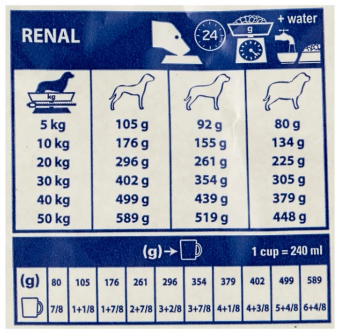 RENAL
24
g
+ water
kg
5 kg 105 g 92 g 80 g
10 kg 176 g 155 g 134 g
20 kg 296 g 261 g 225 g
30 kg 402 g 354 g 305 g
40 kg 499 g 439 g 379 g
50 kg 589 g 519 g 448 g
(g)→ 1 cup = 240 ml
(g) 80 105 176 261 296 354 379 402 499 589
7/8 1+1/8 1+7/8 2+7/8 3+2/8 3+7/8 4+1/8 4+3/8 5+4/8 6+4/8